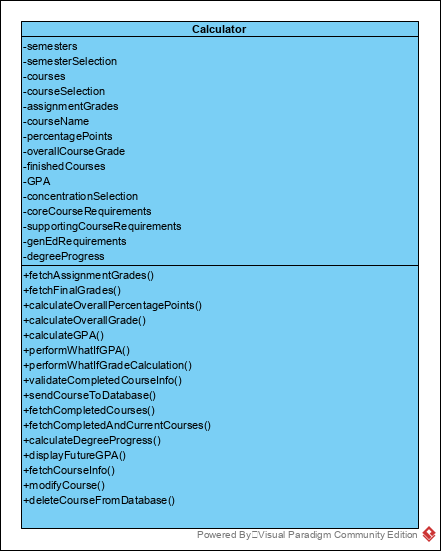 Calculator
-semesters
-semesterSelection
-courses
-courseSelection
-assignmentGrades
-courseName
-percentagePoints
-overallCourseGrade
-finishedCourses
-GPA
-concentrationSelection
-coreCourseRequirements
-supportingCourseRequirements
-genEdRequirements
-degreeProgress
+fetchAssignmentGrades()
+fetchFinalGrades()
+calculateOverallPercentagePoints()
+calculateOverallGrade()
+calculateGPA()
+performWhatIfGPA()
+performWhatIfGradeCalculation()
+validateCompletedCourseInfo()
+sendCourseToDatabase()
+fetchCompletedCourses()
+fetchCompletedAndCurrentCourses()
+calculateDegreeProgress()
+displayFutureGPA()
+fetchCourseInfo()
+modifyCourse()
+deleteCourseFromDatabase()
Powered By Visual Paradigm Community Edition